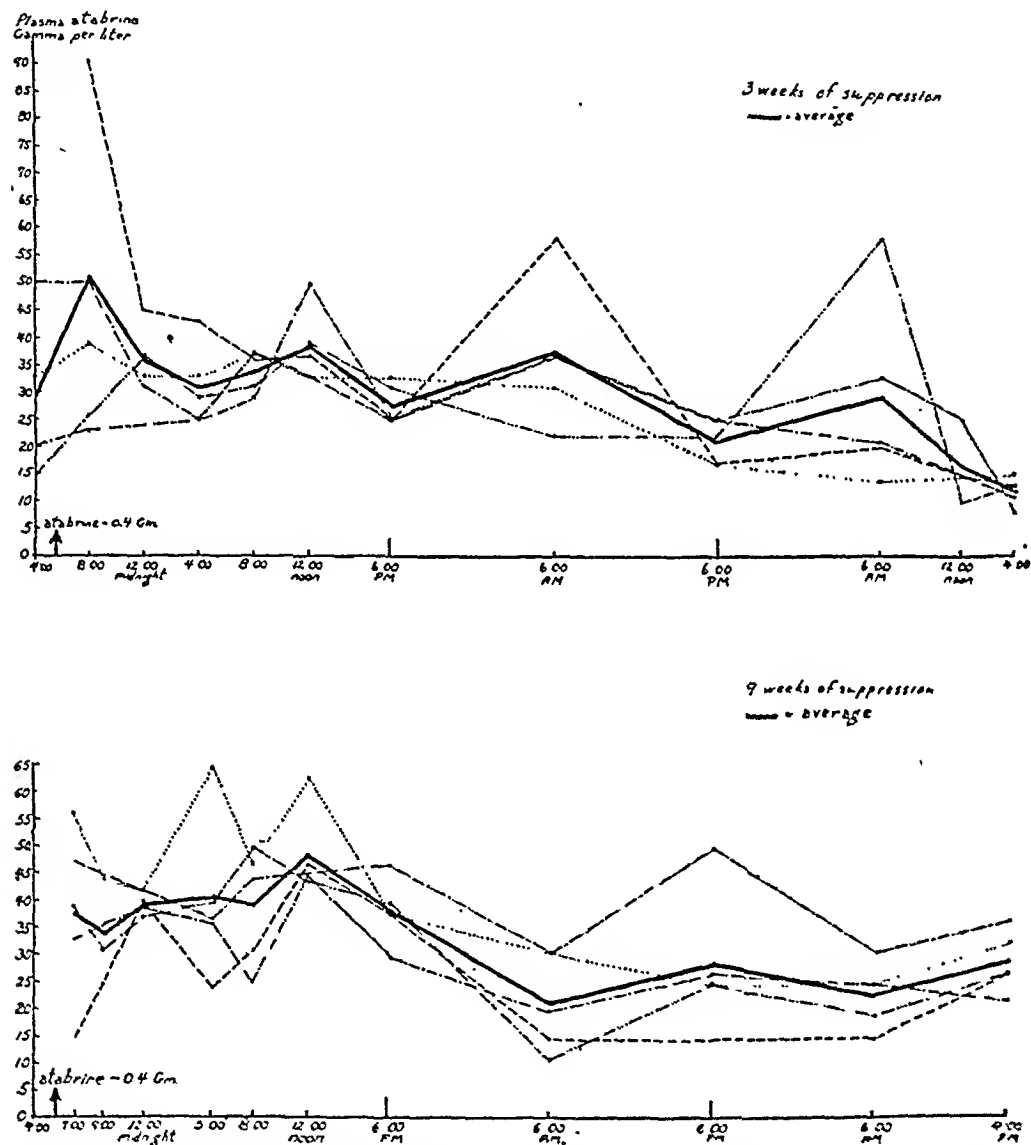 Plasma atabrine
Gamma per liter
90
85
80
75
70
65
60
55
50
45
40
35
30
25
20
15
10
5
0
3 weeks of suppression
= average
atabrine - 0.4 Gm.
4 00 8 00 12 00 4 00 8 00 12 00 6 00 6 00 6 00 6 00 12 00 4 00
midnight noon PM AM PM AM noon
9 weeks of suppression
= average
65
60
55
50
45
40
35
30
25
20
15
10
5
0
atabrine - 0.4 Gm.
4 00 7 00 9 00 12 00 5 00 8 00 12 00 6 00 6 00 6 00 6 00 4 00
midnight noon PM AM. PM AM